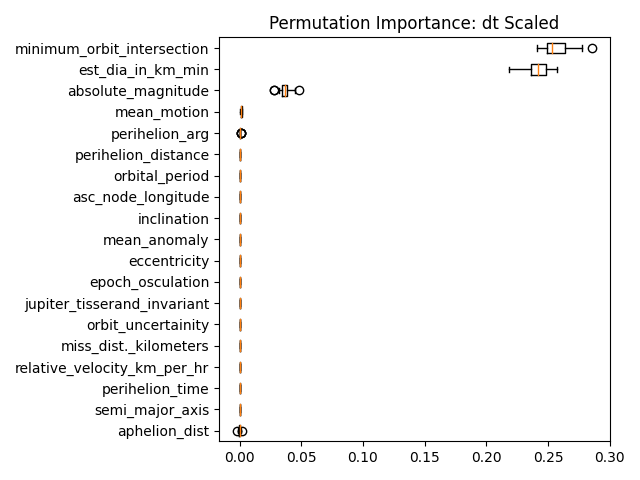 Permutation Importance: dt Scaled
minimum_orbit_intersection
est_dia_in_km_min
absolute_magnitude
mean_motion
perihelion_arg
perihelion_distance
orbital_period
asc_node_longitude
inclination
mean_anomaly
eccentricity
epoch_osculation
jupiter_tisserand_invariant
orbit_uncertainity
miss_dist._kilometers
relative_velocity_km_per_hr
perihelion_time
semi_major_axis
aphelion_dist
0.00 0.05 0.10 0.15 0.20 0.25 0.30